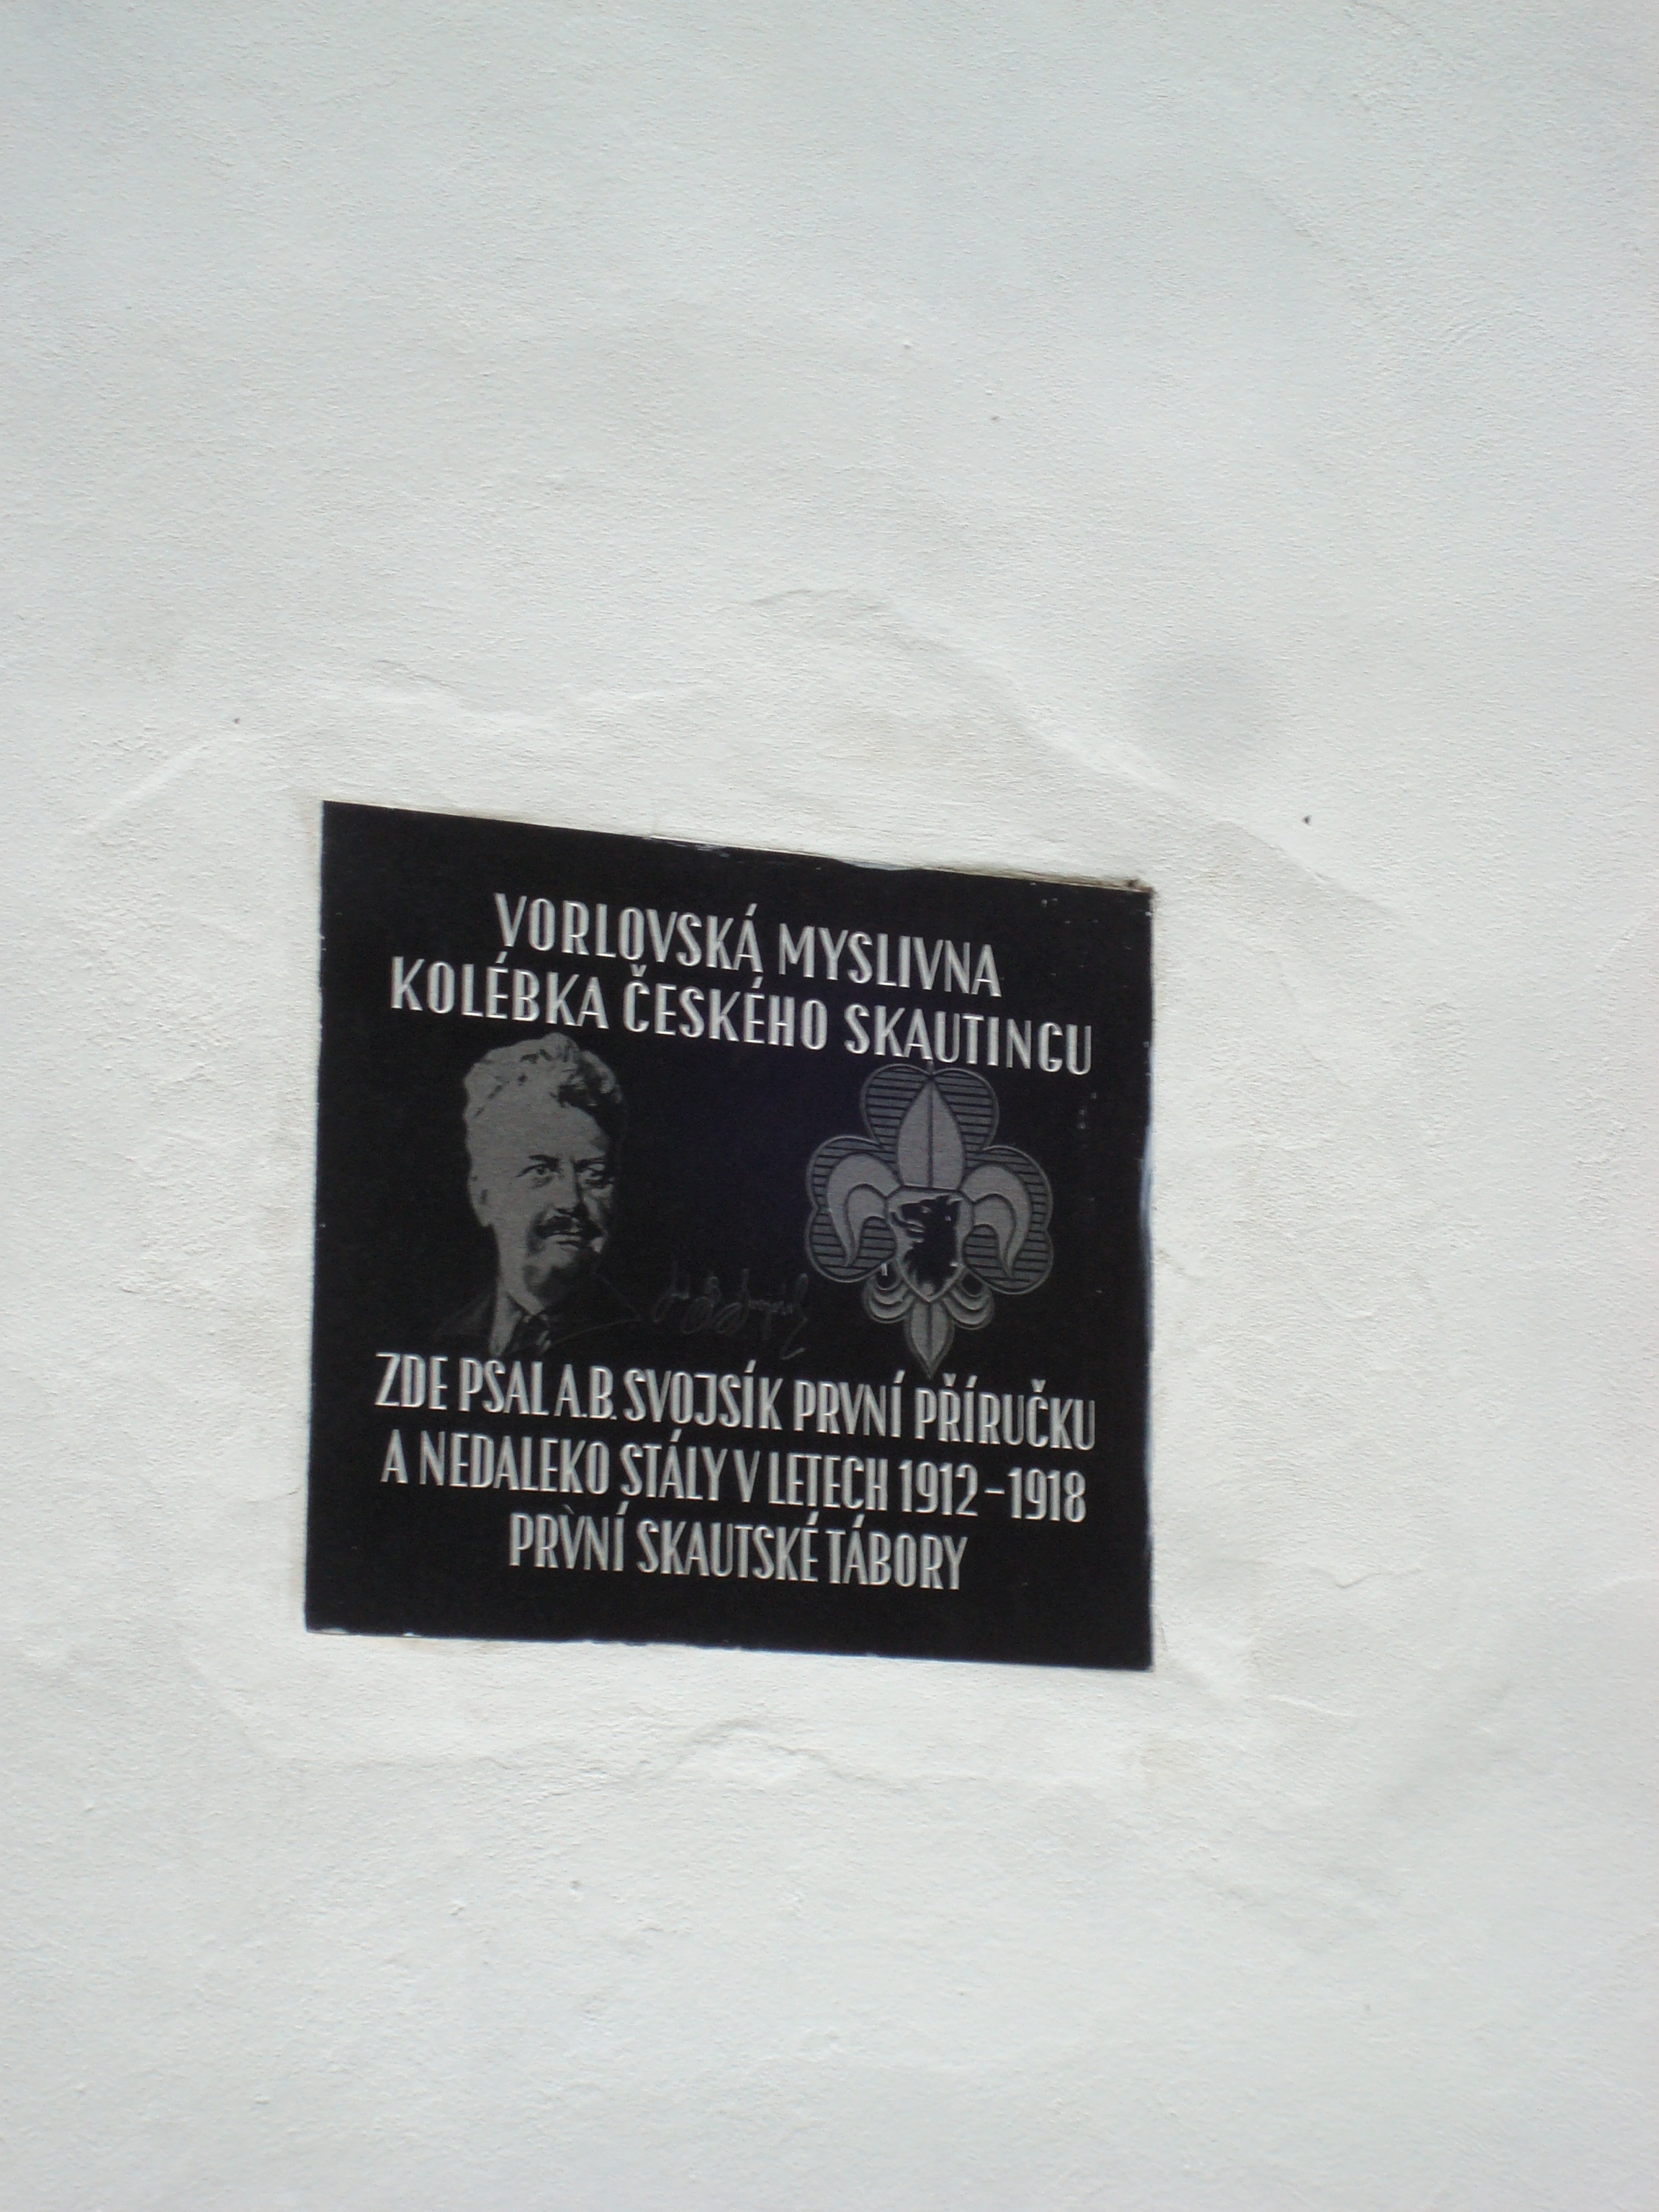 VORLOVSKÁ MYSLIVNA
KOLÉBKA ČESKÉHO SKAUTINGU
ZDE PSAL A.B. SVOJSÍK PRVNÍ PŘÍRUČKU
A NEDALEKO STÁLY V LETECH 1912-1918
PRVNÍ SKAUTSKÉ TÁBORY